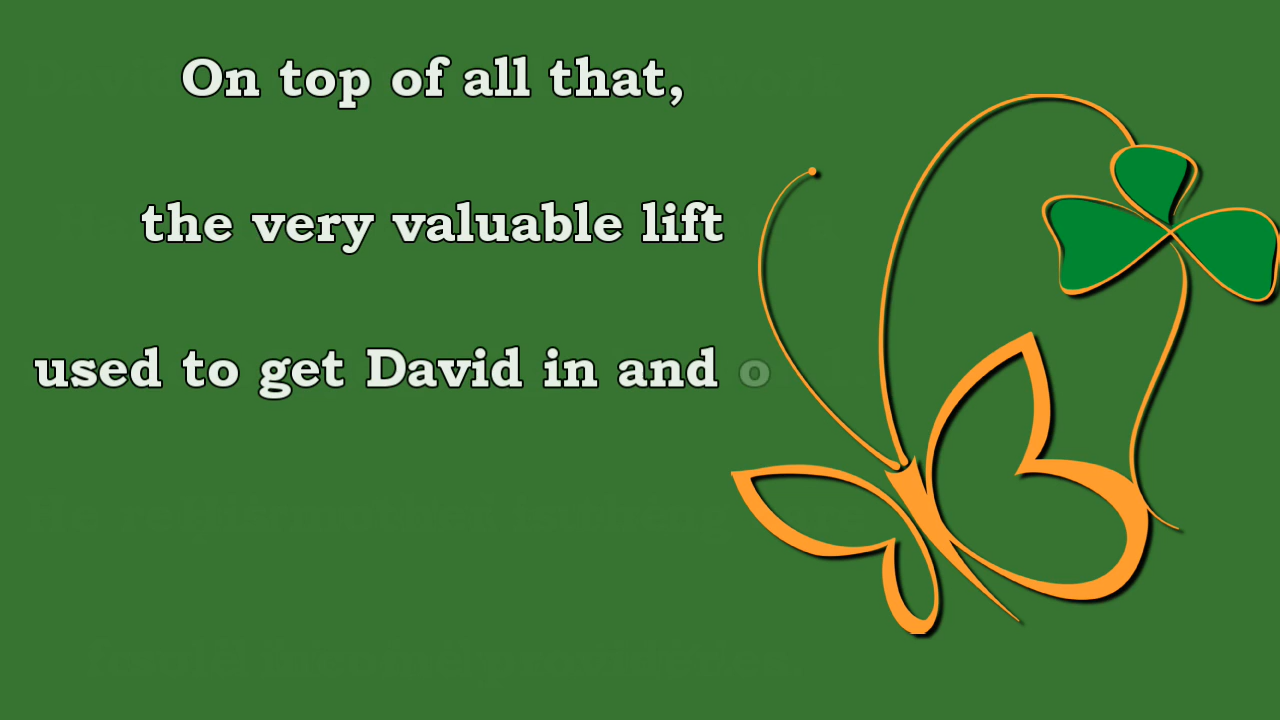 On top of all that,
the very valuable lift
used to get David in and o